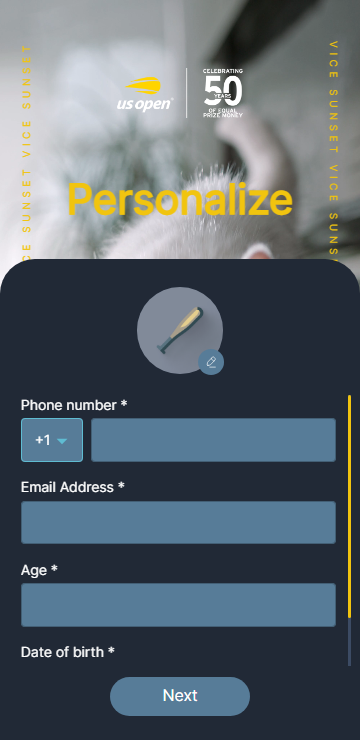 VICE SUNSET VICE SUNSET
CELEBRATING
50
YEARS
OF EQUAL
PRIZE MONEY
us open
VICE SUNSET VICE SUNS
Personalize
Phone number *
+1
Email Address *
Age *
Date of birth *
Next